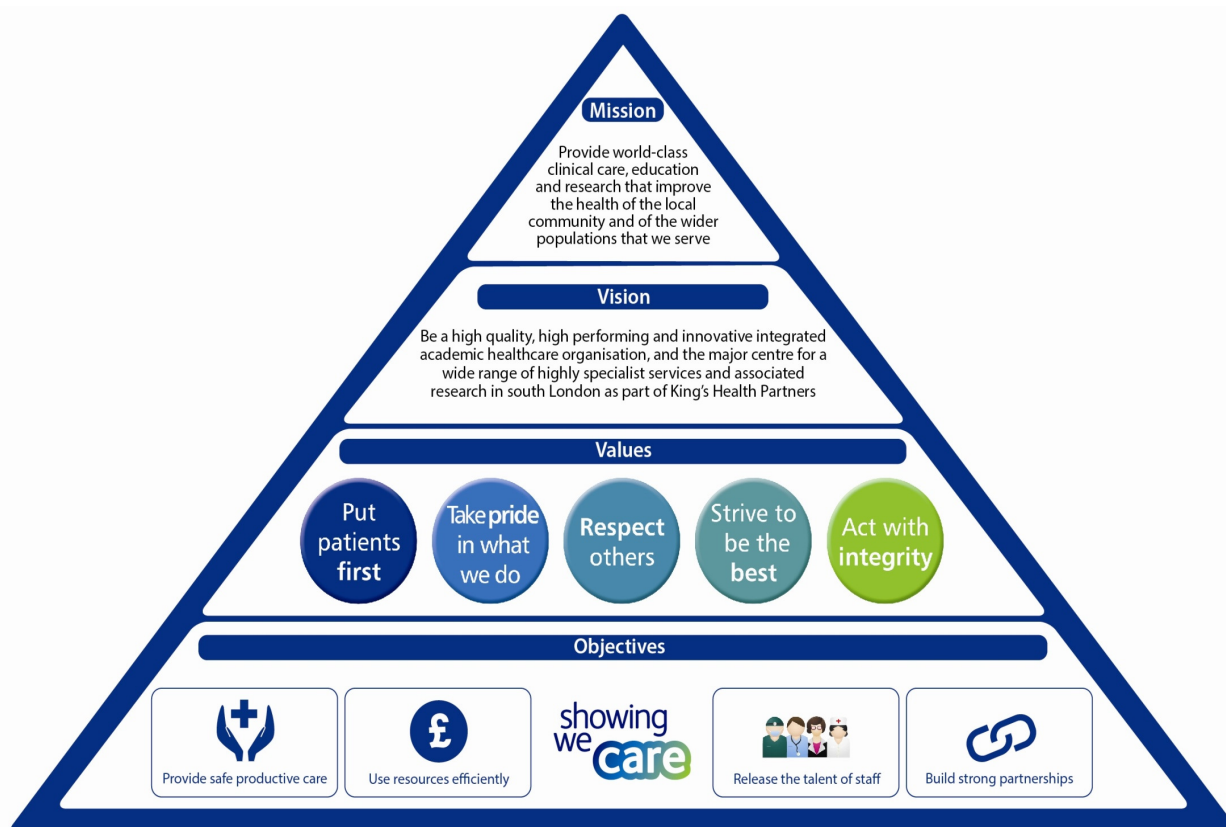 Mission
Provide world-class
clinical care, education
and research that improve
the health of the local
community and of the wider
populations that we serve
Vision
Be a high quality, high performing and innovative integrated
academic healthcare organisation, and the major centre for a
wide range of highly specialist services and associated
research in south London as part of King's Health Partners
Values
Put
patients
first
Take pride
in what
we do
Respect
others
Strive to
be the
best
Act with
integrity
Objectives
Provide safe productive care
£
Use resources efficiently
showing
we care
Release the talent of staff
Build strong partnerships